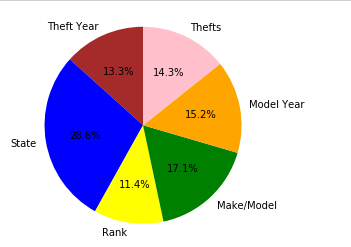 Theft Year
Thefts
13.3%
14.3%
Model Year
15.2%
28.6%
State
17.1%
11.4%
Make/Model
Rank